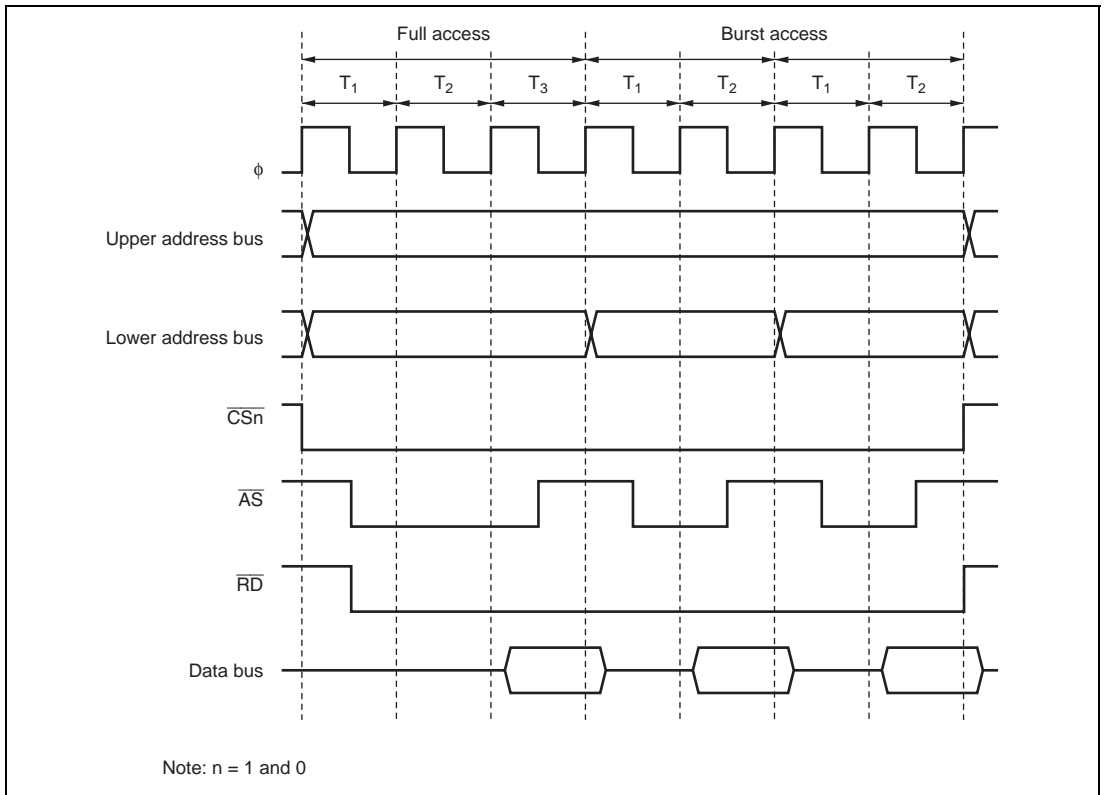 Full access Burst access
T1 T2 T3 T1 T2 T1 T2
ϕ
Upper address bus
Lower address bus
CSn
AS
RD
Data bus
Note: n = 1 and 0